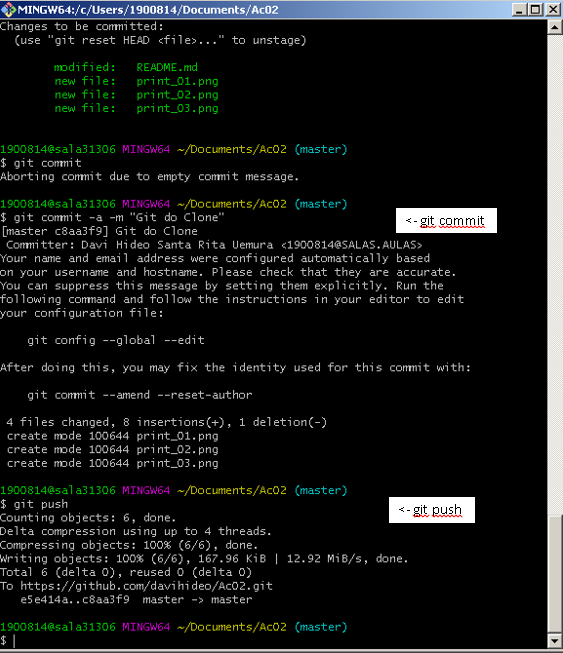 MINGW64:/c/Users/1900814/Documents/Ac02
Changes to be committed:
  (use "git reset HEAD <file>..." to unstage)

        modified:   README.md
        new file:   print_01.png
        new file:   print_02.png
        new file:   print_03.png

1900814@sala31306 MINGW64 ~/Documents/Ac02 (master)
$ git commit
Aborting commit due to empty commit message.

1900814@sala31306 MINGW64 ~/Documents/Ac02 (master)
$ git commit -a -m "Git do Clone"
<-git commit
[master c8aa3f9] Git do Clone
 Committer: Davi Hideo Santa Rita Uemura <1900814@SALAS.AULAS>
Your name and email address were configured automatically based
on your username and hostname. Please check that they are accurate.
You can suppress this message by setting them explicitly. Run the
following command and follow the instructions in your editor to edit
your configuration file:

    git config --global --edit

After doing this, you may fix the identity used for this commit with:

    git commit --amend --reset-author

 4 files changed, 8 insertions(+), 1 deletion(-)
 create mode 100644 print_01.png
 create mode 100644 print_02.png
 create mode 100644 print_03.png

1900814@sala31306 MINGW64 ~/Documents/Ac02 (master)
$ git push
<-git push
Counting objects: 6, done.
Delta compression using up to 4 threads.
Compressing objects: 100% (6/6), done.
Writing objects: 100% (6/6), 167.96 KiB | 12.92 MiB/s, done.
Total 6 (delta 0), reused 0 (delta 0)
To https://github.com/davihideo/Ac02.git
   e5e414a..c8aa3f9  master -> master

1900814@sala31306 MINGW64 ~/Documents/Ac02 (master)
$